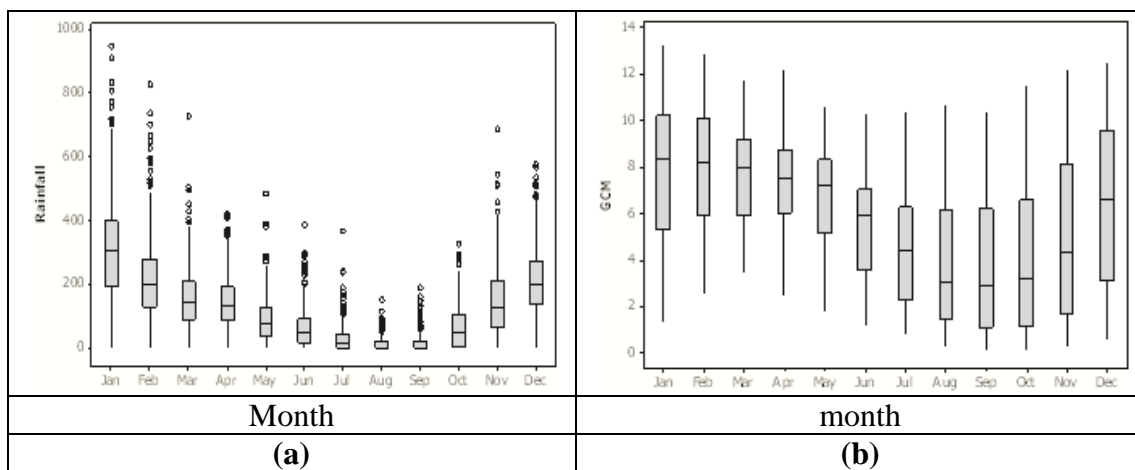 1000
800
600
400
200
0
Rainfall
Jan Feb Mar Apr May Jun Jul Aug Sep Oct Nov Dec
Month
(a)
14
12
10
8
6
4
2
0
GCM
Jan Feb Mar Apr May Jun Jul Aug Sep Oct Nov Dec
month
(b)